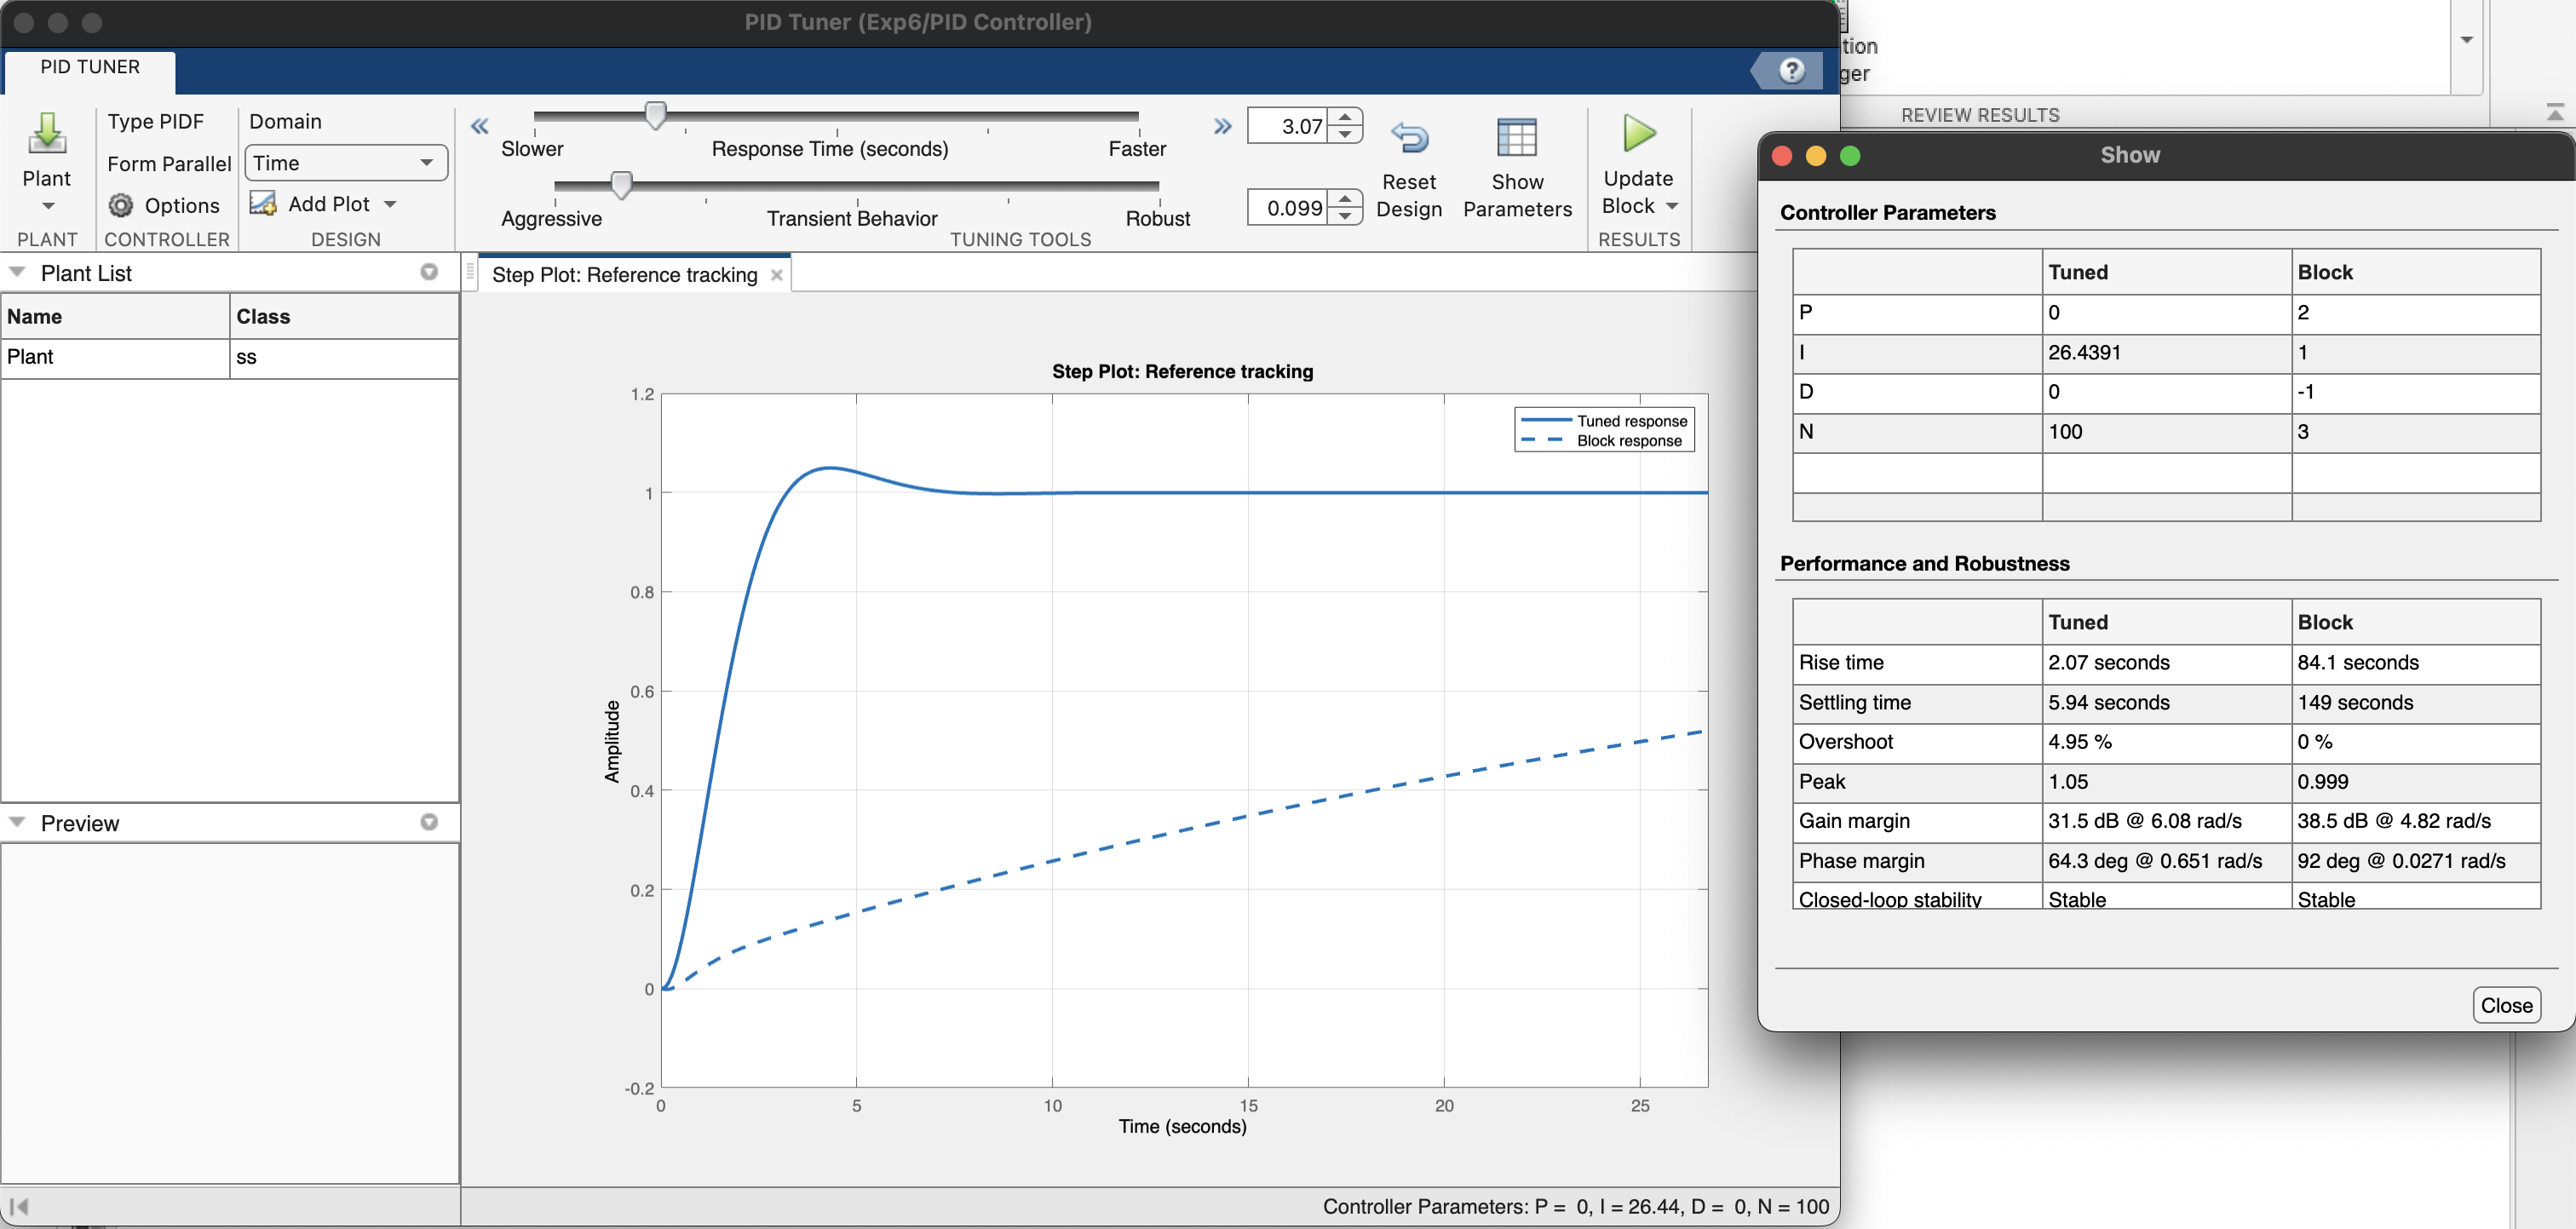 PID Tuner (Exp6/PID Controller)
PID TUNER
Plant
PLANT
Type PIDF
Form Parallel
Options
CONTROLLER
Domain
Time
Add Plot
DESIGN
Slower Response Time (seconds) Faster
3.07
Aggressive Transient Behavior Robust
0.099
TUNING TOOLS
Reset
Design
Show
Parameters
Update
Block
RESULTS
tion
ger
REVIEW RESULTS
Plant List
Name Class
Plant ss
Preview
Step Plot: Reference tracking
Step Plot: Reference tracking
Tuned response
Block response
Amplitude
1.2
1
0.8
0.6
0.4
0.2
0
-0.2
0 5 10 15 20 25
Time (seconds)
Controller Parameters: P = 0, I = 26.44, D = 0, N = 100
Show
Controller Parameters
Tuned Block
P 0 2
I 26.4391 1
D 0 -1
N 100 3
Performance and Robustness
Tuned Block
Rise time 2.07 seconds 84.1 seconds
Settling time 5.94 seconds 149 seconds
Overshoot 4.95 % 0 %
Peak 1.05 0.999
Gain margin 31.5 dB @ 6.08 rad/s 38.5 dB @ 4.82 rad/s
Phase margin 64.3 deg @ 0.651 rad/s 92 deg @ 0.0271 rad/s
Closed-loop stability Stable Stable
Close